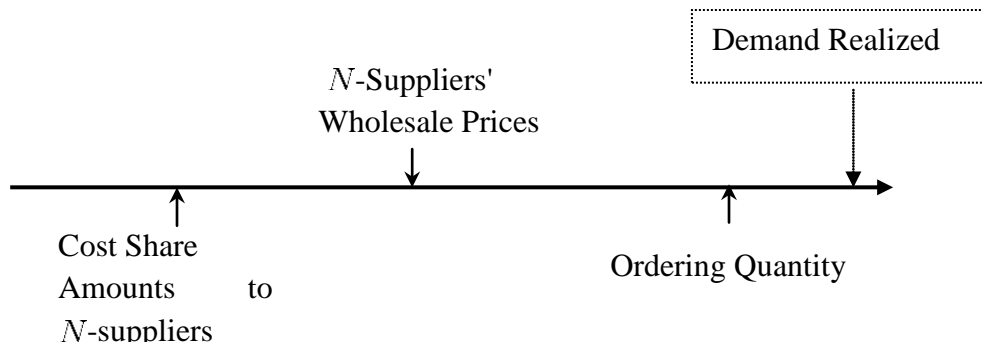 Demand Realized
N-Suppliers'
Wholesale Prices
Cost Share
Amounts to
N-suppliers
Ordering Quantity